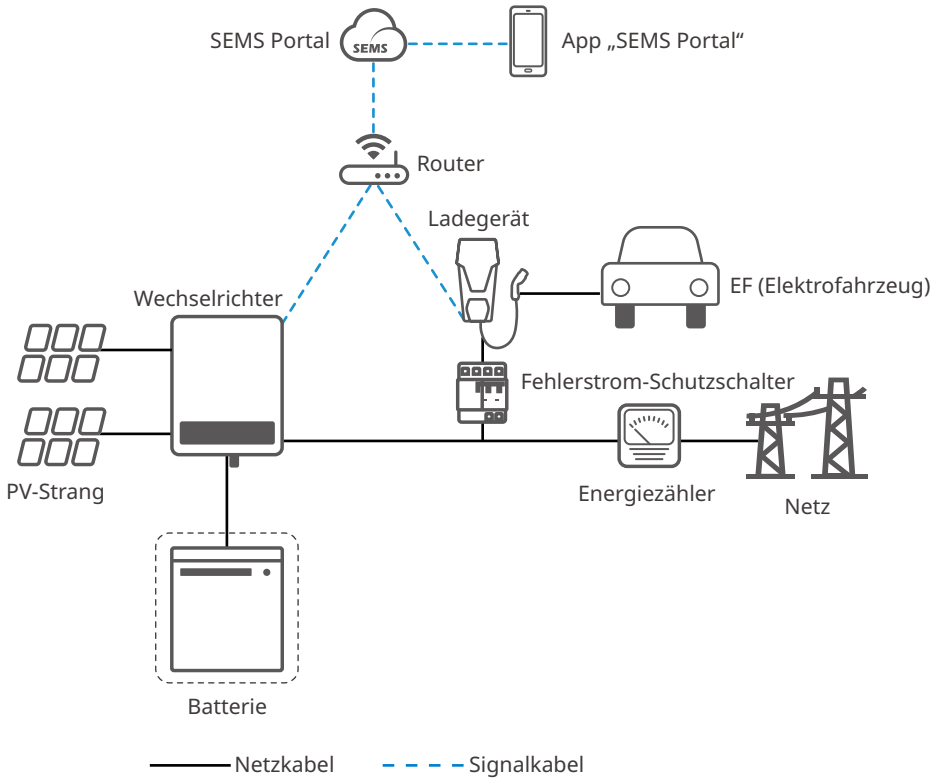 SEMS Portal
SEMS
App „SEMS Portal“
Router
Ladegerät
EF (Elektrofahrzeug)
Wechselrichter
Fehlerstrom-Schutzschalter
PV-Strang
Energiezähler
Netz
Batterie
Netzkabel
Signalkabel